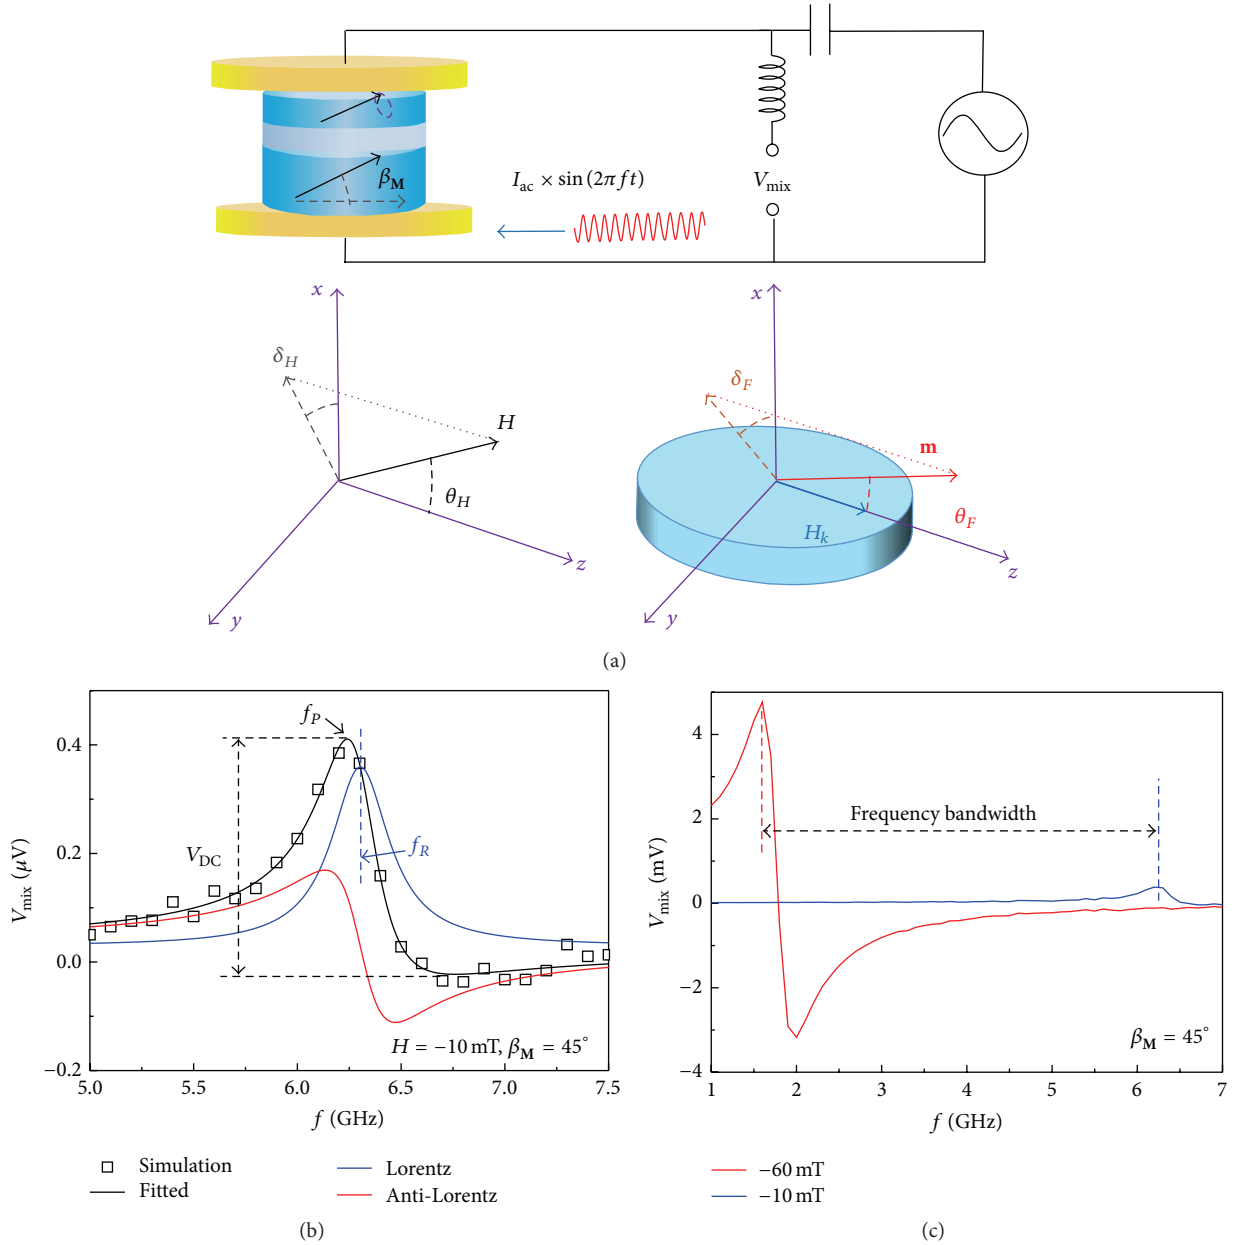 β_M
I_ac × sin (2πft)
V_mix
x
δ_H
H
θ_H
z
y
x
δ_F
m
θ_F
H_k
z
y
(a)
f_P
V_DC
f_R
H = −10 mT, β_M = 45°
V_mix (μV)
0.4
0.2
0.0
−0.2
5.0 5.5 6.0 6.5 7.0 7.5
f (GHz)
Simulation
Fitted
Lorentz
Anti-Lorentz
(b)
Frequency bandwidth
β_M = 45°
V_mix (mV)
4
2
0
−2
−4
1 2 3 4 5 6 7
f (GHz)
−60 mT
−10 mT
(c)